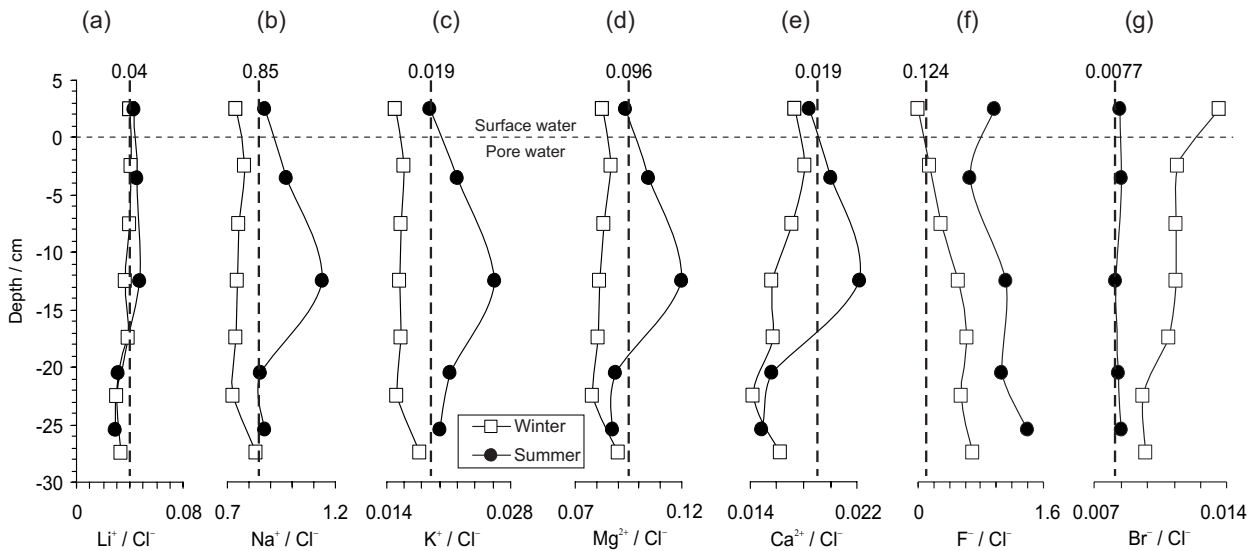 (a) (b) (c) (d) (e) (f) (g)
0.04 0.85 0.019 0.096 0.019 0.124 0.0077
5
0
-5
-10
-15
-20
-25
-30
Depth / cm
Surface water
Pore water
Winter
Summer
0 0.08 0.7 1.2 0.014 0.028 0.07 0.12 0.014 0.022 0 1.6 0.007 0.014
Li⁺ / Cl⁻ Na⁺ / Cl⁻ K⁺ / Cl⁻ Mg²⁺ / Cl⁻ Ca²⁺ / Cl⁻ F⁻ / Cl⁻ Br⁻ / Cl⁻